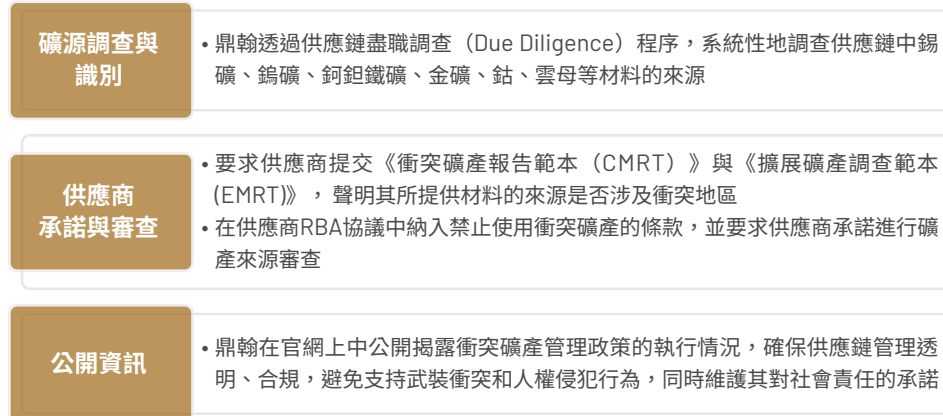 礦源調查與
識別
• 鼎翰透過供應鏈盡職調查（Due Diligence）程序，系統性地調查供應鏈中錫
礦、鎢礦、鈳鉭鐵礦、金礦、鈷、雲母等材料的來源
供應商
承諾與審查
• 要求供應商提交《衝突礦產報告範本（CMRT）》與《擴展礦產調查範本
(EMRT)》， 聲明其所提供材料的來源是否涉及衝突地區
• 在供應商RBA協議中納入禁止使用衝突礦產的條款，並要求供應商承諾進行礦
產來源審查
公開資訊
• 鼎翰在官網上中公開揭露衝突礦產管理政策的執行情況，確保供應鏈管理透
明、合規，避免支持武裝衝突和人權侵犯行為，同時維護其對社會責任的承諾